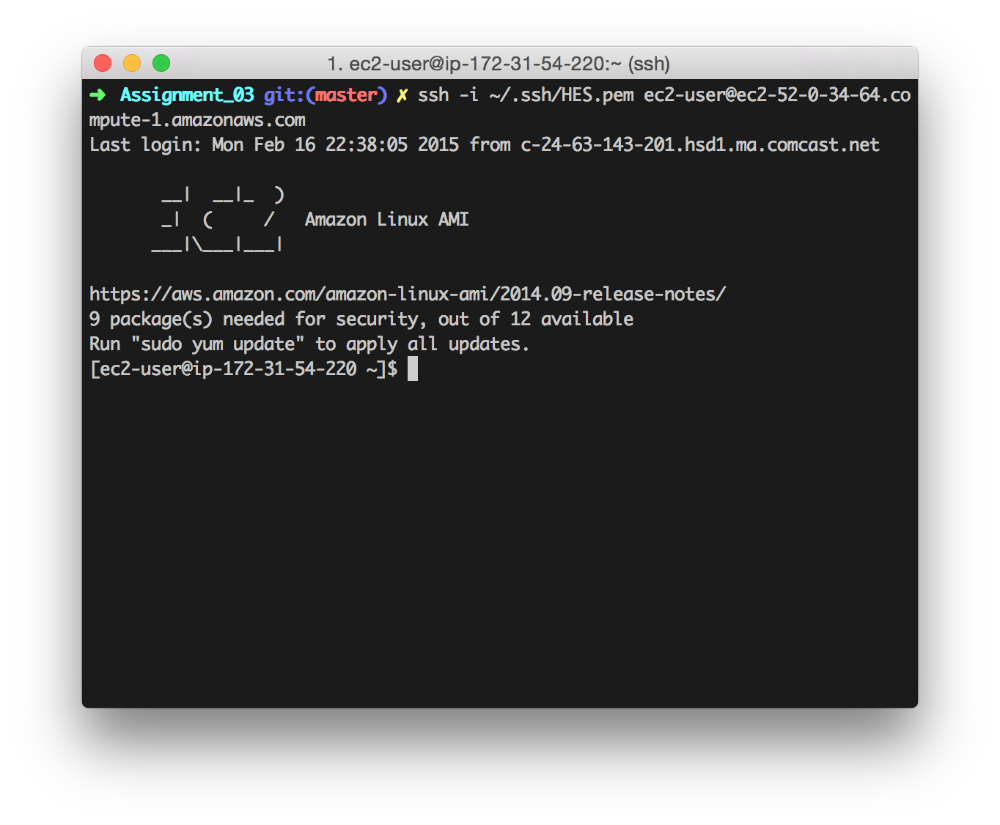 1. ec2-user@ip-172-31-54-220:~ (ssh)
➜  Assignment_03 git:(master) ✗ ssh -i ~/.ssh/HES.pem ec2-user@ec2-52-0-34-64.co
mpute-1.amazonaws.com
Last login: Mon Feb 16 22:38:05 2015 from c-24-63-143-201.hsd1.ma.comcast.net

       __|  __|_  )
       _|  (     /   Amazon Linux AMI
      ___|\___|___|

https://aws.amazon.com/amazon-linux-ami/2014.09-release-notes/
9 package(s) needed for security, out of 12 available
Run "sudo yum update" to apply all updates.
[ec2-user@ip-172-31-54-220 ~]$